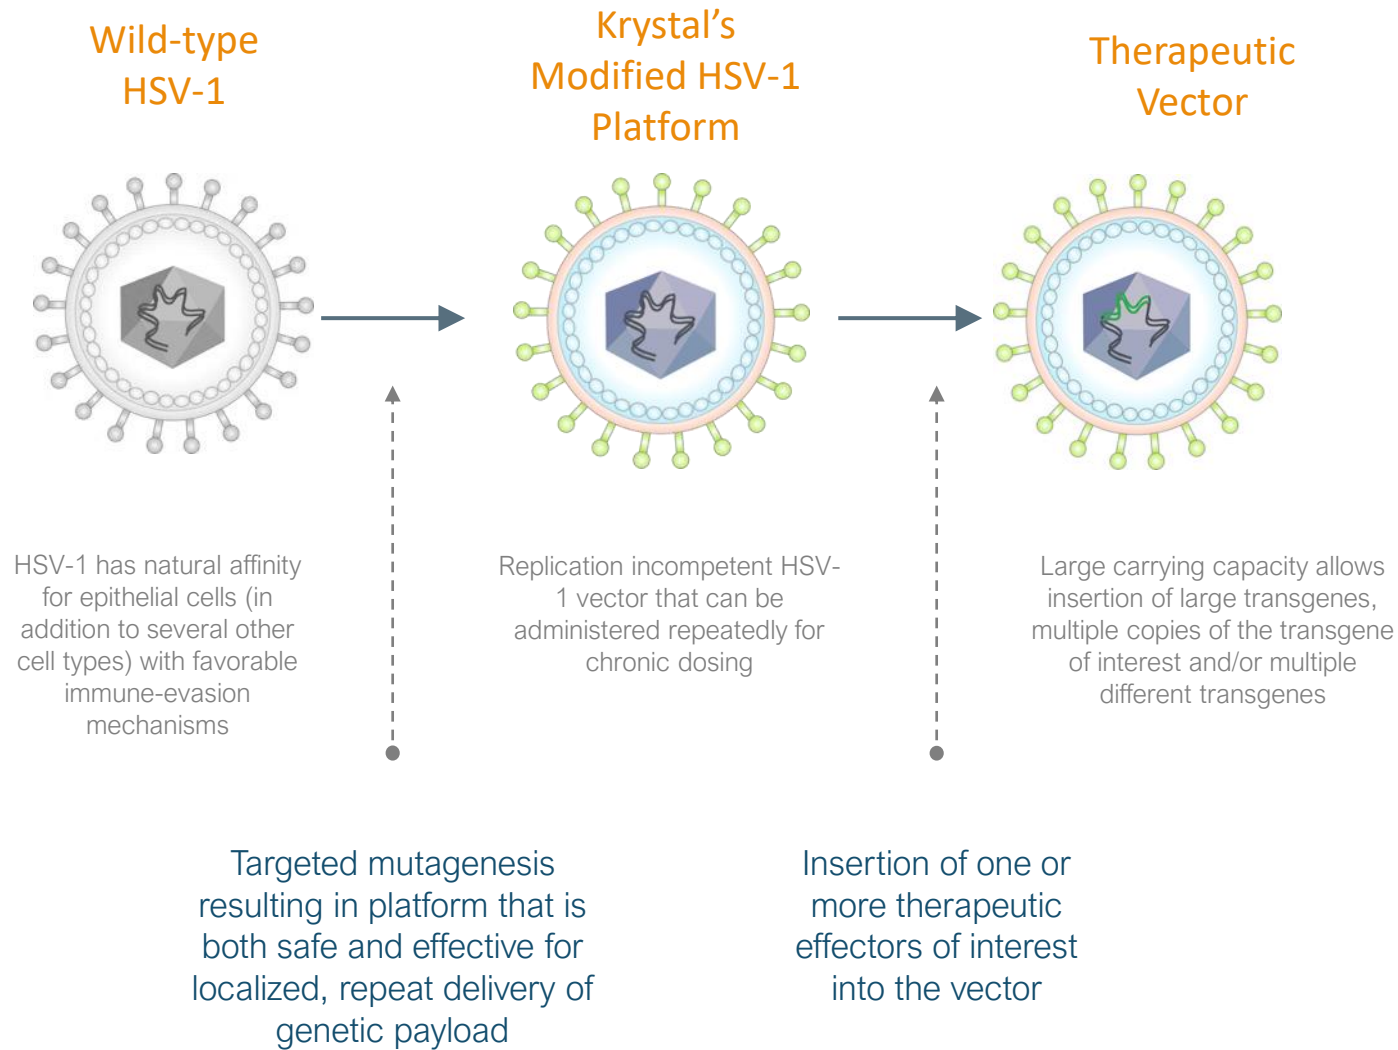 Wild-type
HSV-1
Krystal’s
Modified HSV-1
Platform
Therapeutic
Vector
HSV-1 has natural affinity
for epithelial cells (in
addition to several other
cell types) with favorable
immune-evasion
mechanisms
Replication incompetent HSV-
1 vector that can be
administered repeatedly for
chronic dosing
Large carrying capacity allows
insertion of large transgenes,
multiple copies of the transgene
of interest and/or multiple
different transgenes
Targeted mutagenesis
resulting in platform that is
both safe and effective for
localized, repeat delivery of
genetic payload
Insertion of one or
more therapeutic
effectors of interest
into the vector